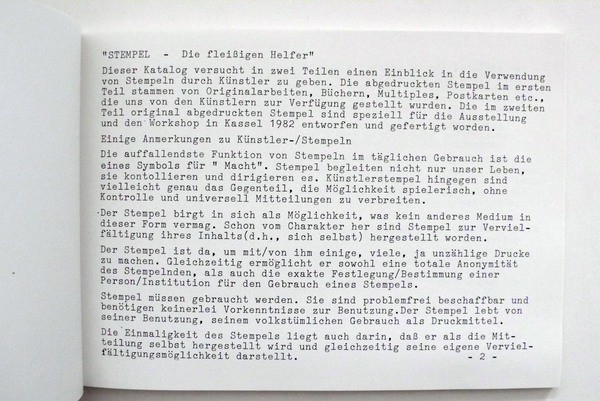 "STEMPEL - Die fleißigen Helfer"
Dieser Katalog versucht in zwei Teilen einen Einblick in die Verwendung
von Stempeln durch Künstler zu geben. Die abgedruckten Stempel im ersten
Teil stammen von Originalarbeiten, Büchern, Multiples, Postkarten etc.,
die uns von den Künstlern zur Verfügung gestellt wurden. Die im zweiten
Teil original abgedruckten Stempel sind speziell für die Ausstellung
und den Workshop in Kassel 1982 entworfen und gefertigt worden.
Einige Anmerkungen zu Künstler-/Stempeln
Die auffallendste Funktion von Stempeln im täglichen Gebrauch ist die
eines Symbols für " Macht". Stempel begleiten nicht nur unser Leben,
sie kontollieren und dirigieren es. Künstlerstempel hingegen sind
vielleicht genau das Gegenteil, die Möglichkeit spielerisch, ohne
Kontrolle und universell Mitteilungen zu verbreiten.
Der Stempel birgt in sich als Möglichkeit, was kein anderes Medium in
dieser Form vermag. Schon vom Charakter her sind Stempel zur Verviel-
fältigung ihres Inhalts(d.h., sich selbst) hergestellt worden.
Der Stempel ist da, um mit/von ihm einige, viele, ja unzählige Drucke
zu machen. Gleichzeitig ermöglicht er sowohl eine totale Anonymität
des Stempelnden, als auch die exakte Festlegung/Bestimmung einer
Person/Institution für den Gebrauch eines Stempels.
Stempel müssen gebraucht werden. Sie sind problemfrei beschaffbar und
benötigen keinerlei Vorkenntnisse zur Benutzung.Der Stempel lebt von
seiner Benutzung, seinem volkstümlichen Gebrauch als Druckmittel.
Die Einmaligkeit des Stempels liegt auch darin, daß er als die Mit-
teilung selbst hergestellt wird und gleichzeitig seine eigene Verviel-
fältigungsmöglichkeit darstellt.
- 2 -